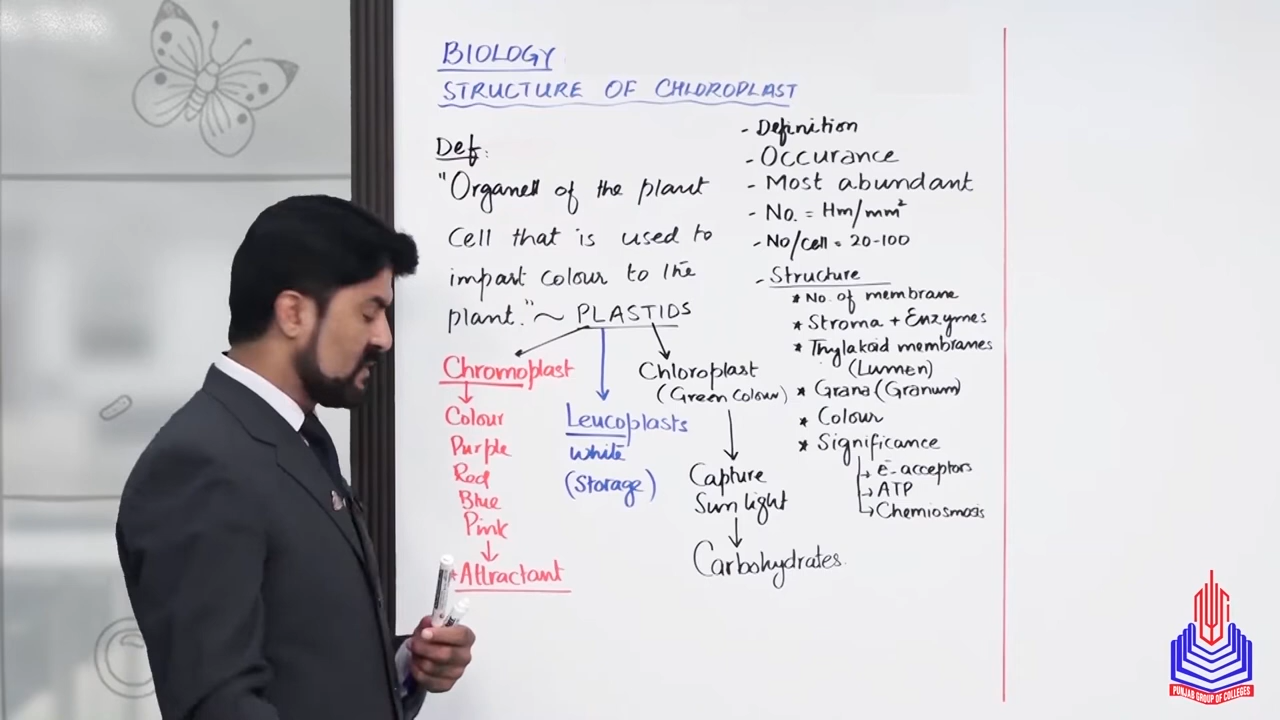 BIOLOGY
STRUCTURE OF CHLOROPLAST
Def:
"Organell of the plant
Cell that is used to
impart colour to the
plant." ~ PLASTIDS
Chromoplast
Colour
Purple
Red
Blue
Pink
*Attractant
Leucoplasts
White
(Storage)
Chloroplast
(Green Colour)
Capture
Sun light
Carbohydrates.
- Definition
- Occurance
- Most abundant
- No. = Hm/mm²
- No/cell = 20-100
- Structure
* No. of membrane
* Stroma + Enzymes
* Thylakoid membranes
(Lumen)
* Grana (Granum)
* Colour
* Significance
e-acceptors
ATP
Chemiosmosis
PUNJAB GROUP OF COLLEGES